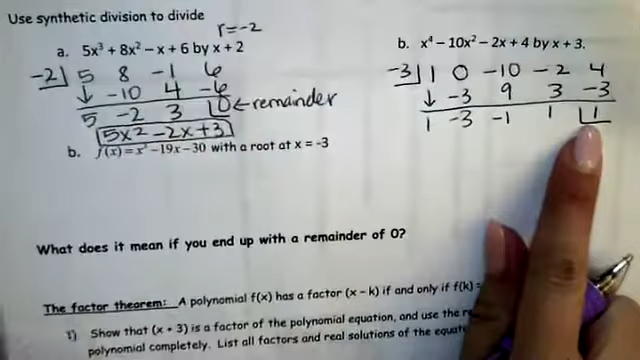 Use synthetic division to divide
r=-2
a. 5x³ + 8x² − x + 6 by x + 2
-2 5 8 -1 6
↓ -10 4 -6
5 -2 3 0 ← remainder
5x² -2x +3
b. x⁴ − 10x² − 2x + 4 by x + 3.
-3 1 0 -10 -2 4
↓ -3 9 3 -3
1 -3 -1 1 1
b. f(x) = x³ −19x −30 with a root at x = -3
What does it mean if you end up with a remainder of 0?
The factor theorem: A polynomial f(x) has a factor (x − k) if and only if f(k) =
1) Show that (x + 3) is a factor of the polynomial equation, and use the
polynomial completely. List all factors and real solutions of the